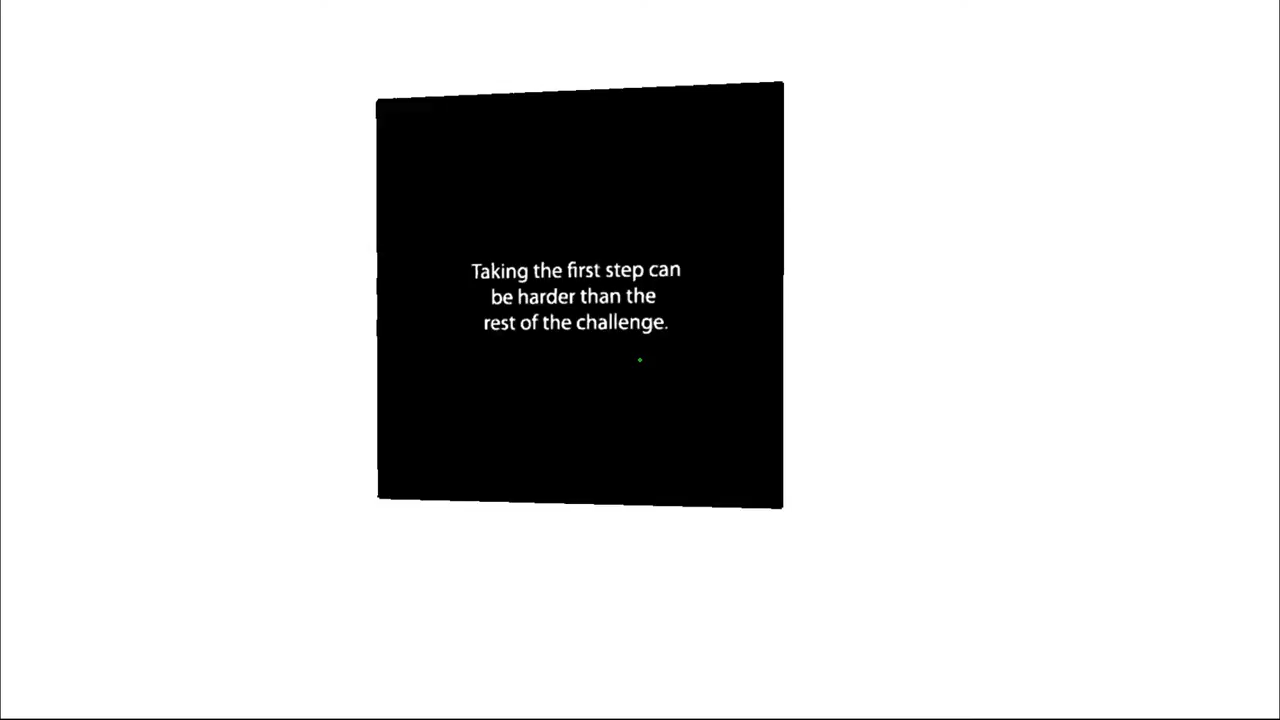 Taking the first step can
be harder than the
rest of the challenge.